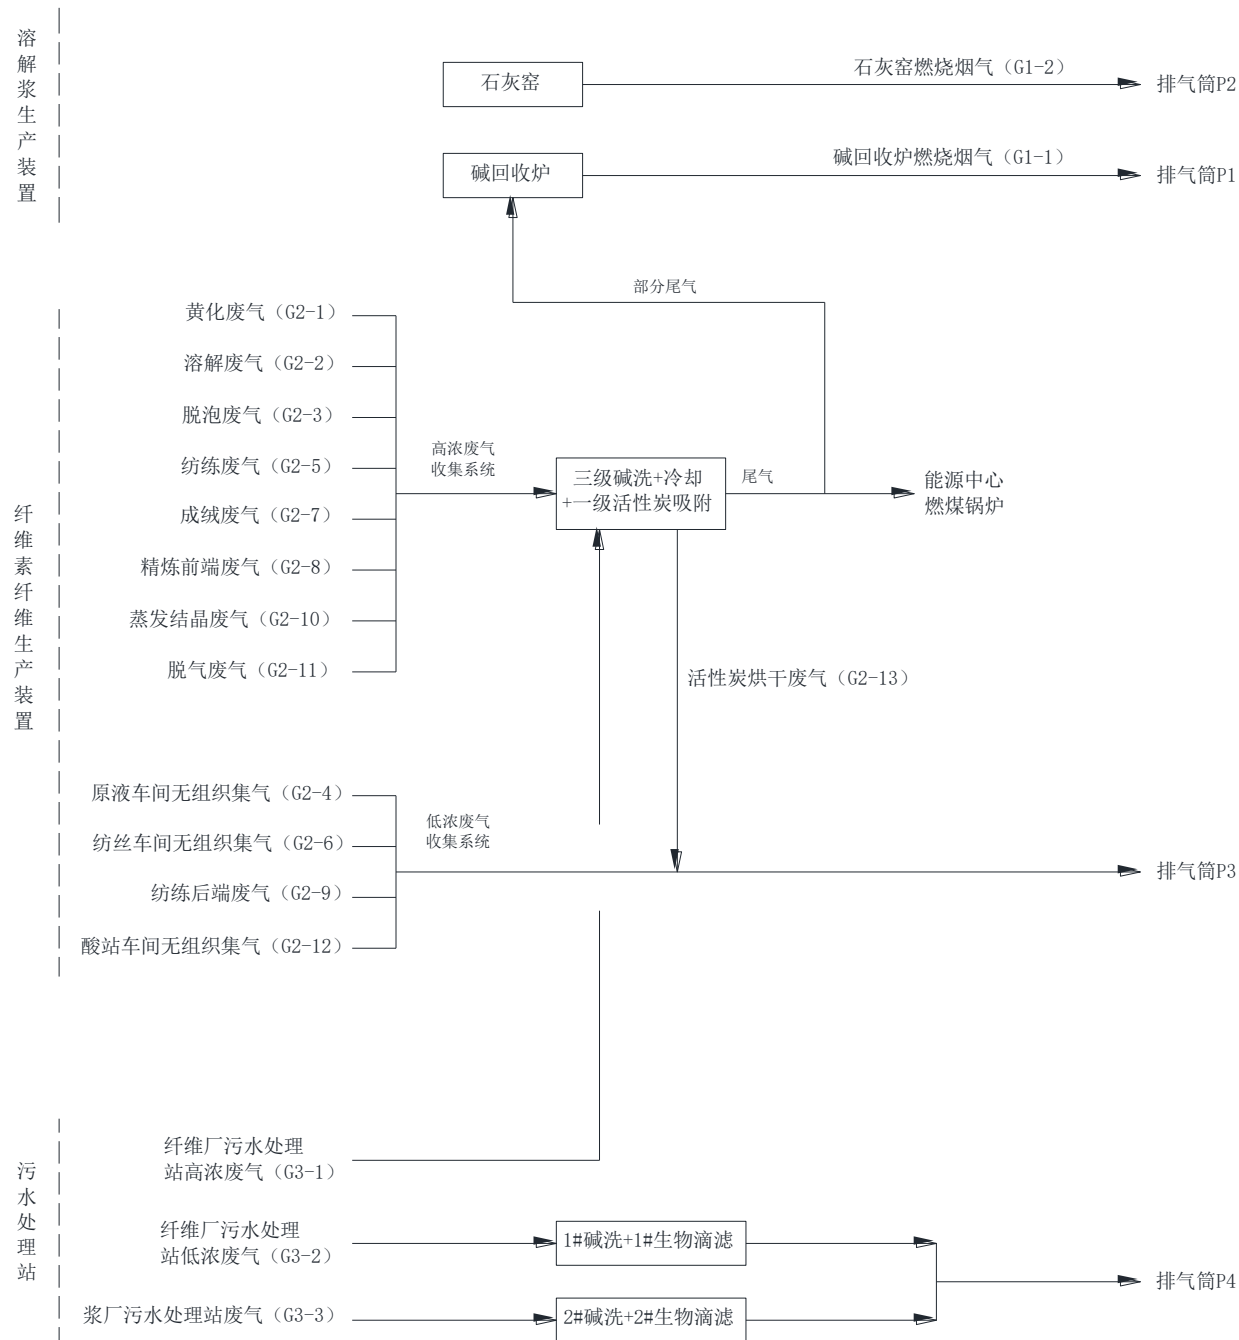 溶解浆生产装置
石灰窑
石灰窑燃烧烟气（G1-2）
排气筒P2
碱回收炉
碱回收炉燃烧烟气（G1-1）
排气筒P1
部分尾气
纤维素纤维生产装置
黄化废气（G2-1）
溶解废气（G2-2）
脱泡废气（G2-3）
纺练废气（G2-5）
成绒废气（G2-7）
精炼前端废气（G2-8）
蒸发结晶废气（G2-10）
脱气废气（G2-11）
高浓废气
收集系统
三级碱洗+冷却
+一级活性炭吸附
尾气
能源中心
燃煤锅炉
活性炭烘干废气（G2-13）
原液车间无组织集气（G2-4）
纺丝车间无组织集气（G2-6）
纺练后端废气（G2-9）
酸站车间无组织集气（G2-12）
低浓废气
收集系统
排气筒P3
污水处理站
纤维厂污水处理
站高浓废气（G3-1）
纤维厂污水处理
站低浓废气（G3-2）
1#碱洗+1#生物滴滤
浆厂污水处理站废气（G3-3）
2#碱洗+2#生物滴滤
排气筒P4